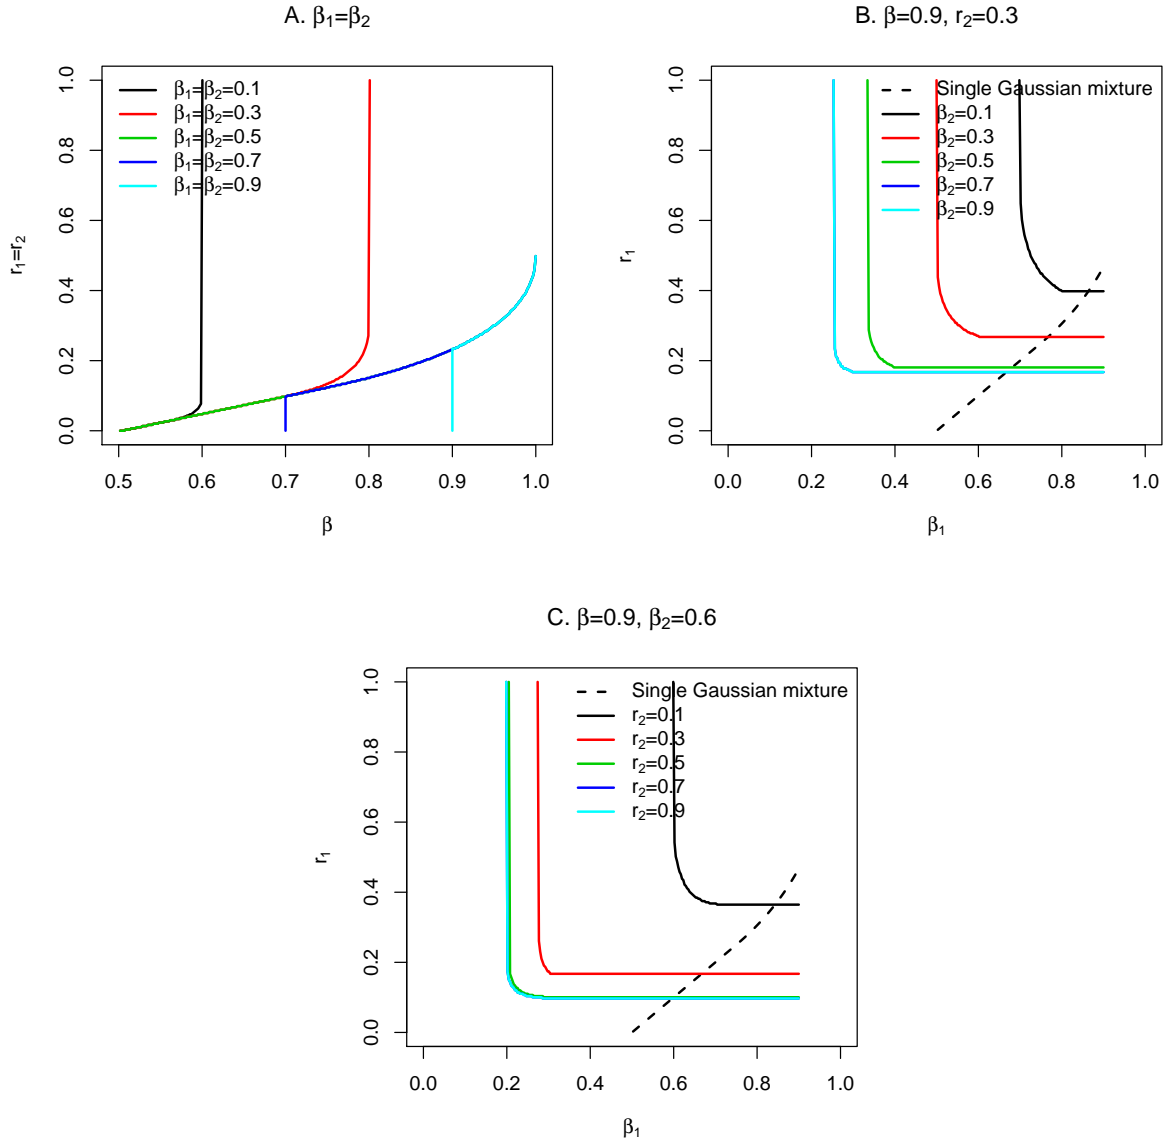 A. β₁=β₂
β₁=β₂=0.1
β₁=β₂=0.3
β₁=β₂=0.5
β₁=β₂=0.7
β₁=β₂=0.9
r₁=r₂
0.0
0.2
0.4
0.6
0.8
1.0
0.5 0.6 0.7 0.8 0.9 1.0
β
B. β=0.9, r₂=0.3
Single Gaussian mixture
β₂=0.1
β₂=0.3
β₂=0.5
β₂=0.7
β₂=0.9
r₁
0.0
0.2
0.4
0.6
0.8
1.0
0.0 0.2 0.4 0.6 0.8 1.0
β₁
C. β=0.9, β₂=0.6
Single Gaussian mixture
r₂=0.1
r₂=0.3
r₂=0.5
r₂=0.7
r₂=0.9
r₁
0.0
0.2
0.4
0.6
0.8
1.0
0.0 0.2 0.4 0.6 0.8 1.0
β₁